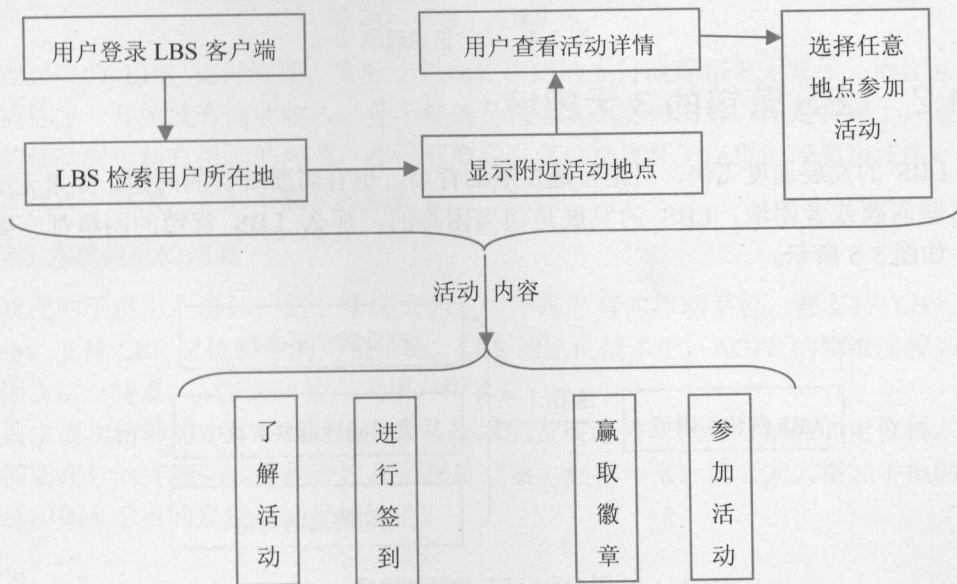 用户登录 LBS 客户端
用户查看活动详情
选择任意
地点参加
活动
LBS 检索用户所在地
显示附近活动地点
活动 内容
了解活动
进行签到
赢取徽章
参加活动